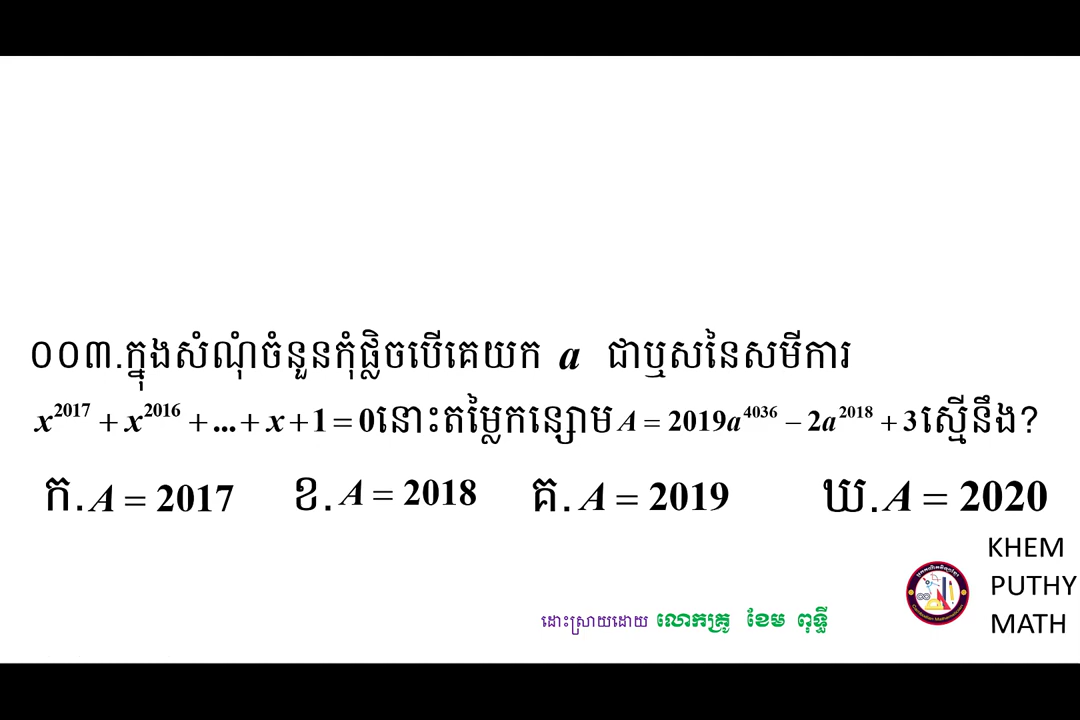 ០០៣.ក្នុងសំណុំចំនួនកុំផ្លិចបើគេយក a ជាឬសនៃសមីការ
x^2017 + x^2016 + ... + x + 1 = 0 នោះតម្លៃកន្សោម A = 2019a^4036 − 2a^2018 + 3 ស្មើនឹង?
ក. A = 2017 ខ. A = 2018 គ. A = 2019 ឃ. A = 2020
KHEM
PUTHY
MATH
ដោះស្រាយដោយ លោកគ្រូ ខែម ពុទ្ធី